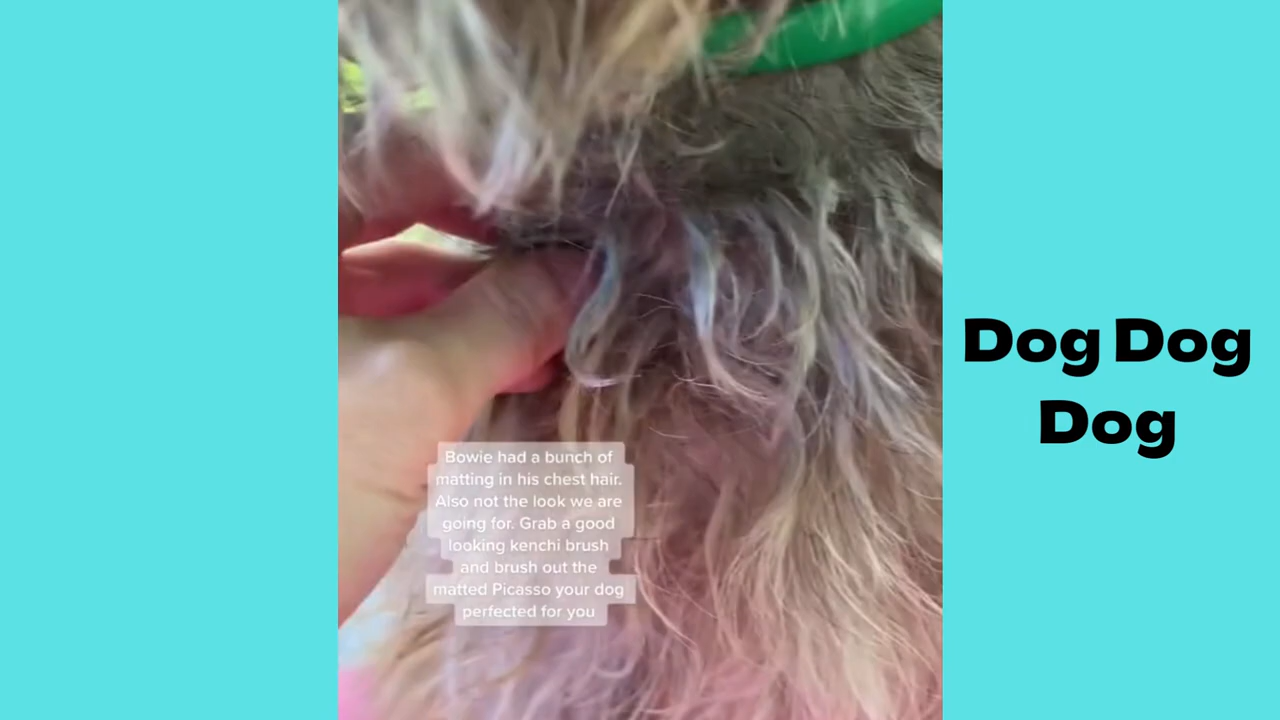 Bowie had a bunch of
matting in his chest hair.
Also not the look we are
going for. Grab a good
looking kenchi brush
and brush out the
matted Picasso your dog
perfected for you
Dog Dog
Dog